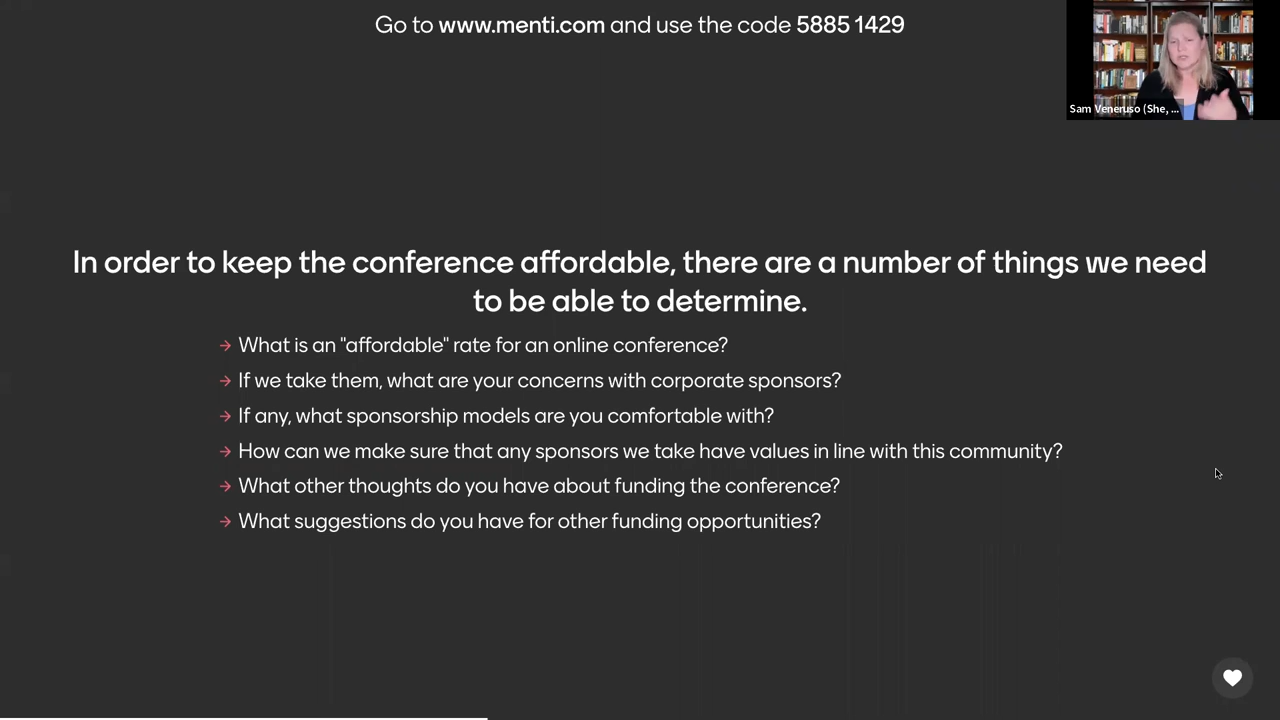 Go to www.menti.com and use the code 5885 1429
Sam Veneruso (She, ...
In order to keep the conference affordable, there are a number of things we need
to be able to determine.
→ What is an "affordable" rate for an online conference?
→ If we take them, what are your concerns with corporate sponsors?
→ If any, what sponsorship models are you comfortable with?
→ How can we make sure that any sponsors we take have values in line with this community?
→ What other thoughts do you have about funding the conference?
→ What suggestions do you have for other funding opportunities?